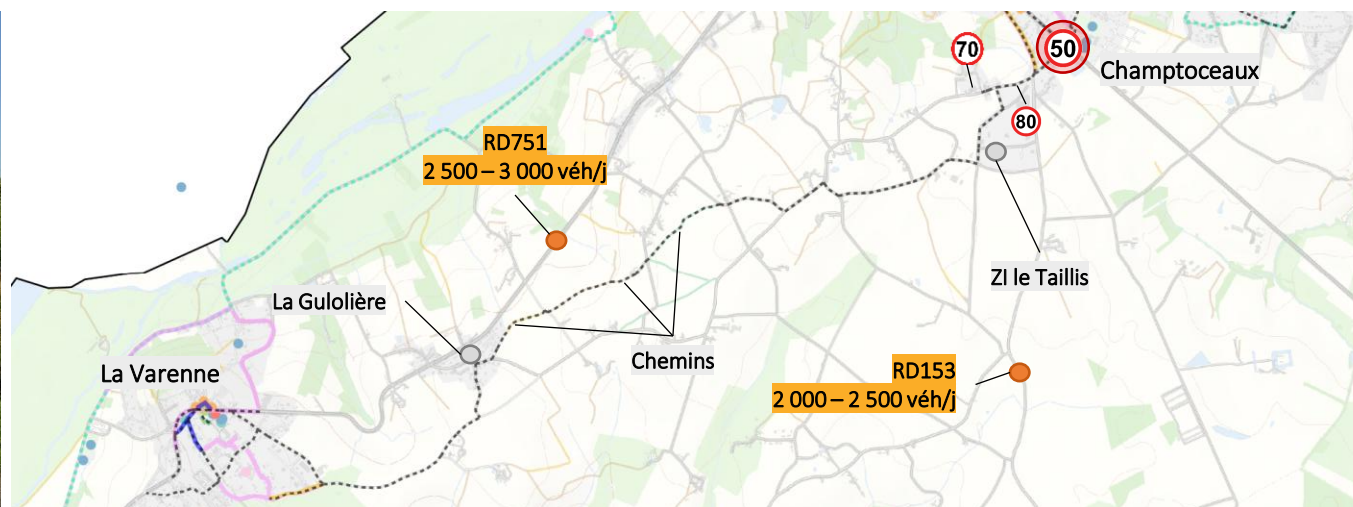 70
50
Champtoceaux
80
RD751
2 500 – 3 000 véh/j
ZI le Taillis
La Gulolière
Chemins
La Varenne
RD153
2 000 – 2 500 véh/j